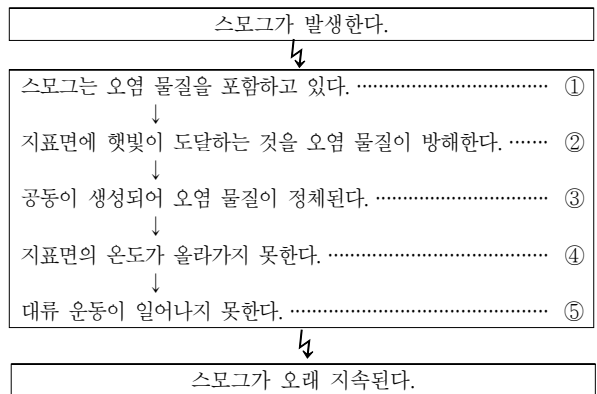 스모그가 발생한다.
스모그는 오염 물질을 포함하고 있다. ………………………… ①
↓
지표면에 햇빛이 도달하는 것을 오염 물질이 방해한다. …… ②
↓
공동이 생성되어 오염 물질이 정체된다. ……………………… ③
↓
지표면의 온도가 올라가지 못한다. …………………………… ④
↓
대류 운동이 일어나지 못한다. ………………………………… ⑤
스모그가 오래 지속된다.